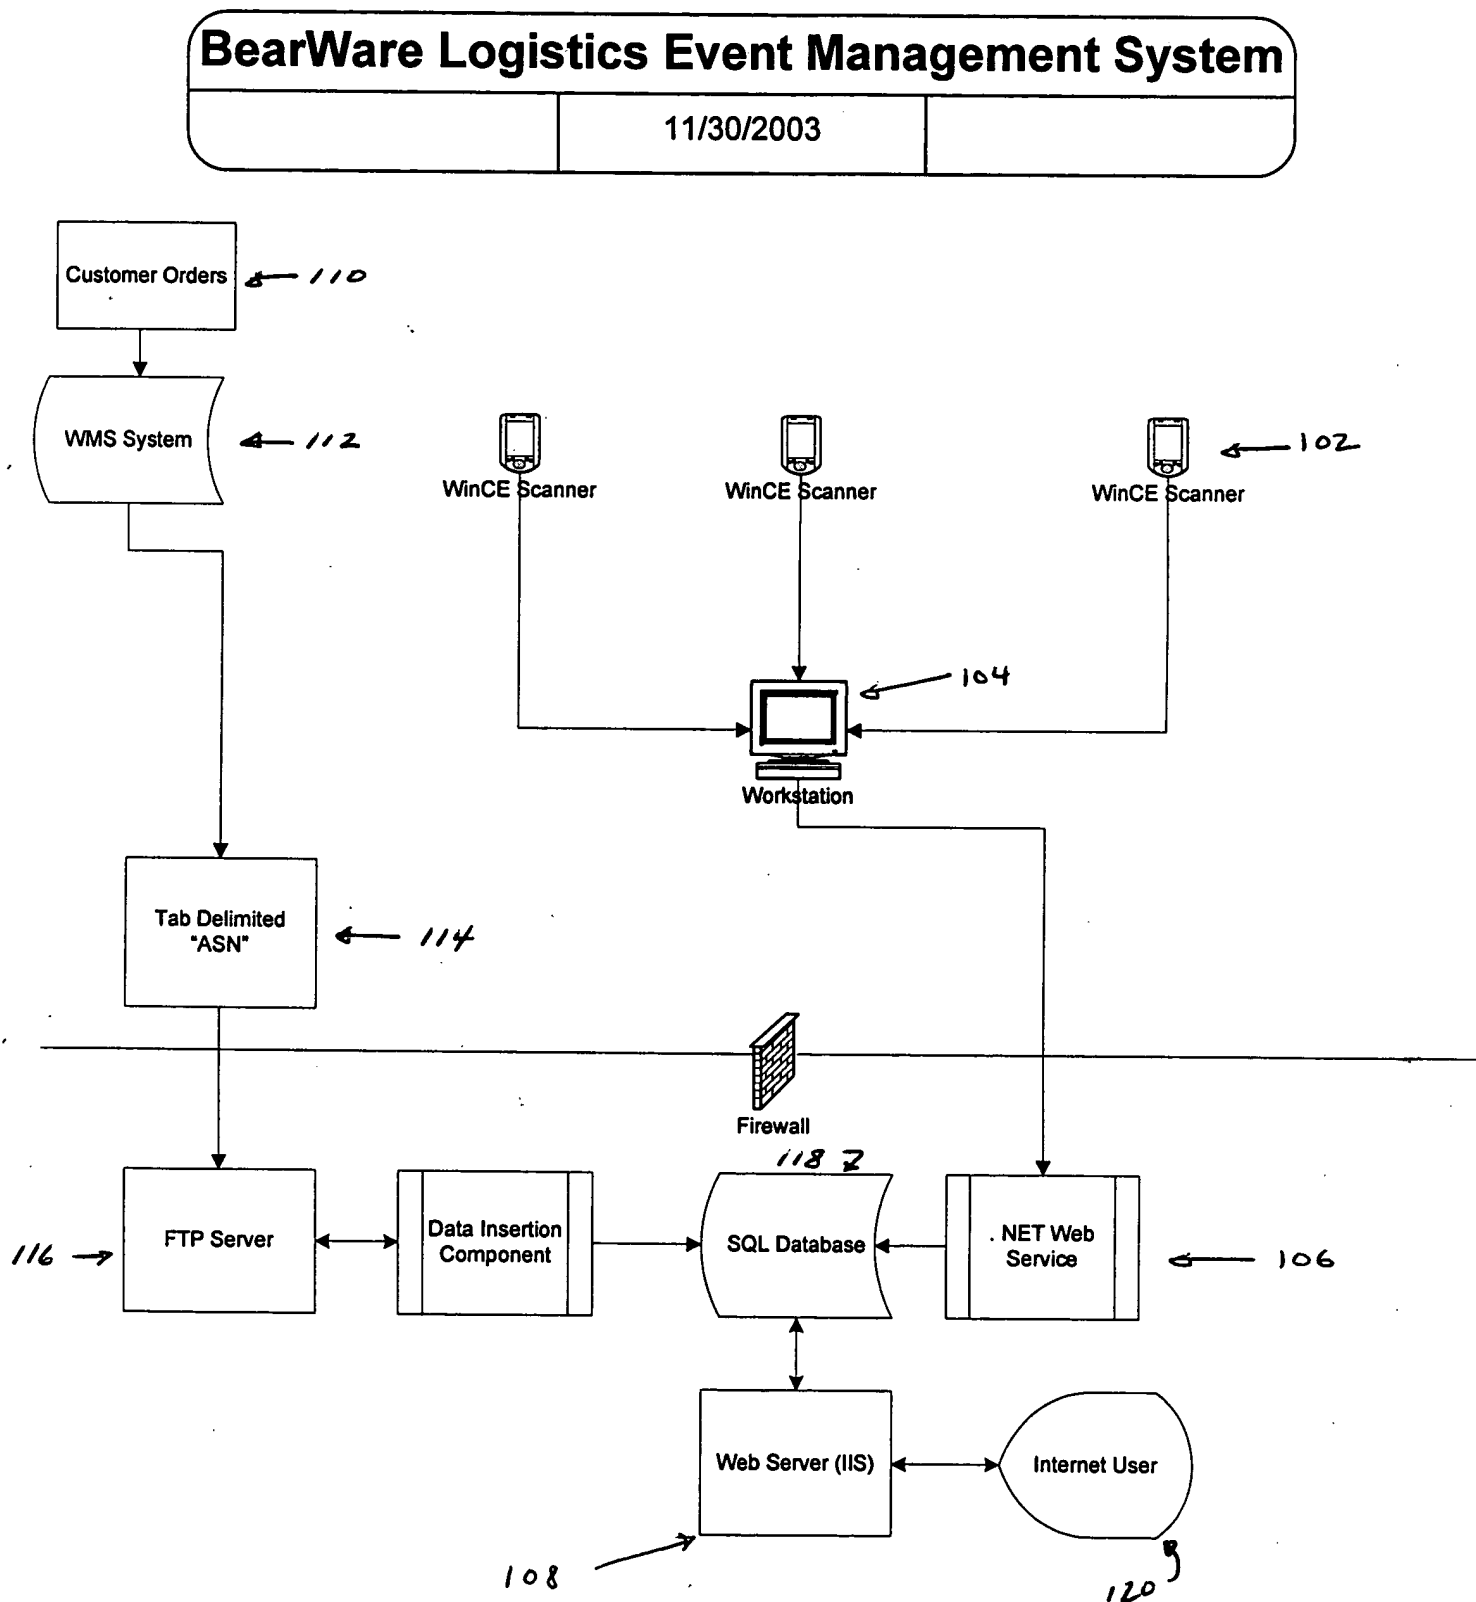 BearWare Logistics Event Management System
11/30/2003
Customer Orders
110
WMS System
112
WinCE Scanner
WinCE Scanner
WinCE Scanner
102
104
Workstation
Tab Delimited
"ASN"
114
Firewall
118
FTP Server
116
Data Insertion
Component
SQL Database
.NET Web
Service
106
Web Server (IIS)
108
Internet User
120